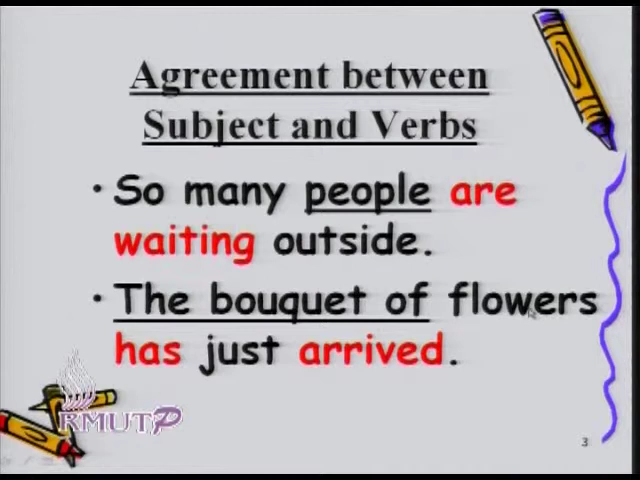 Agreement between
Subject and Verbs
• So many people are
waiting outside.
• The bouquet of flowers
has just arrived.
RMUTP
3